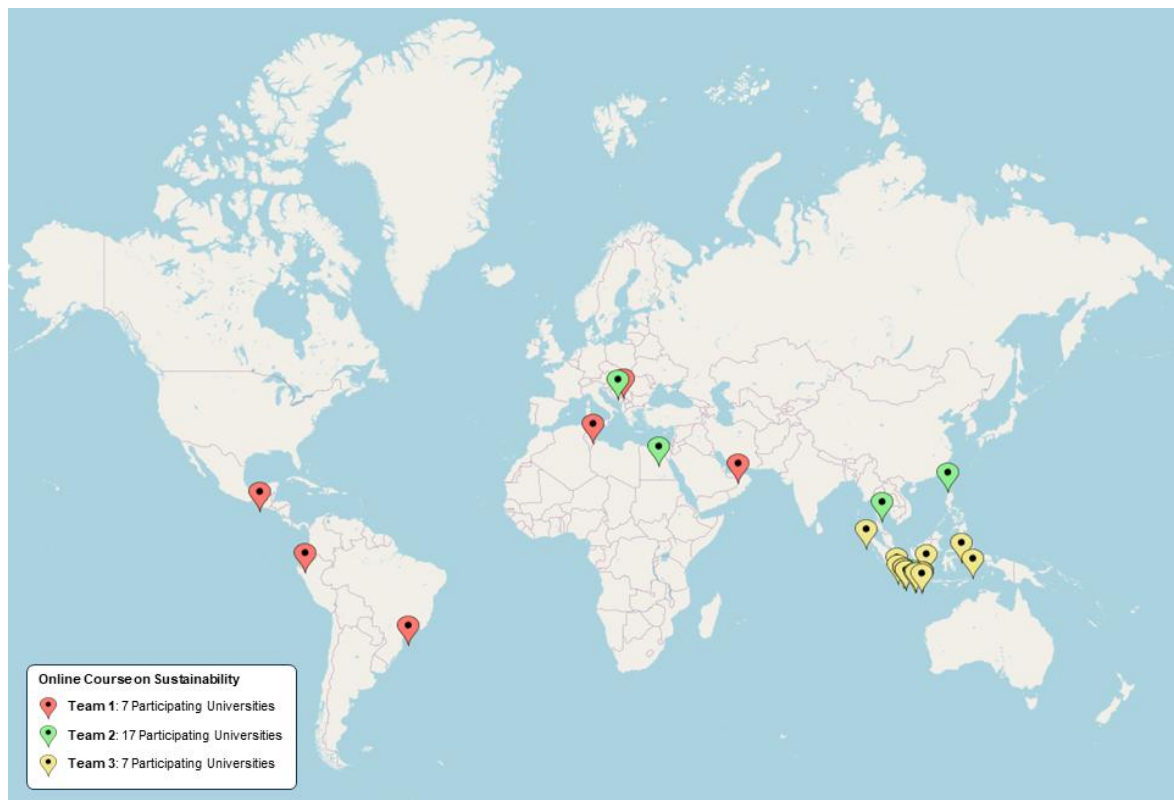 Online Course on Sustainability
Team 1: 7 Participating Universities
Team 2: 17 Participating Universities
Team 3: 7 Participating Universities